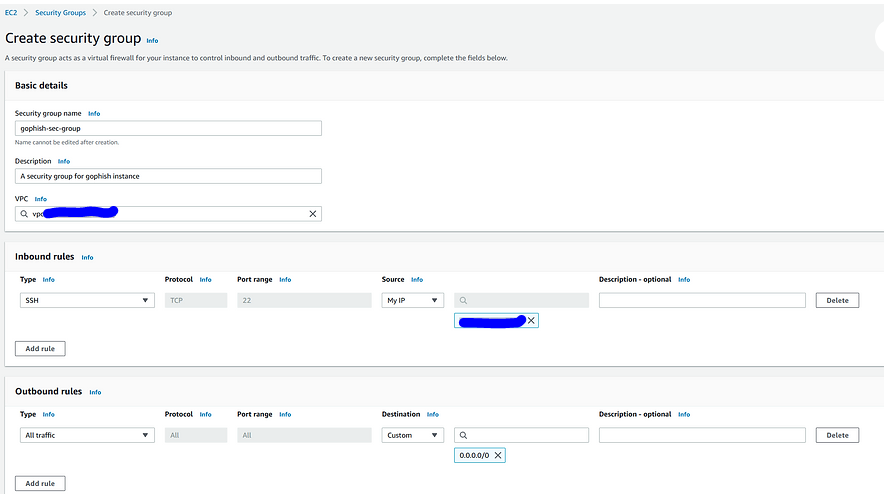 EC2 > Security Groups > Create security group
Create security group Info
A security group acts as a virtual firewall for your instance to control inbound and outbound traffic. To create a new security group, complete the fields below.
Basic details
Security group name Info
gophish-sec-group
Name cannot be edited after creation.
Description Info
A security group for gophish instance
VPC Info
vpc
Inbound rules Info
Type Info Protocol Info Port range Info Source Info Description - optional Info
SSH TCP 22 My IP Delete
Add rule
Outbound rules Info
Type Info Protocol Info Port range Info Destination Info Description - optional Info
All traffic All All Custom Delete
0.0.0.0/0
Add rule